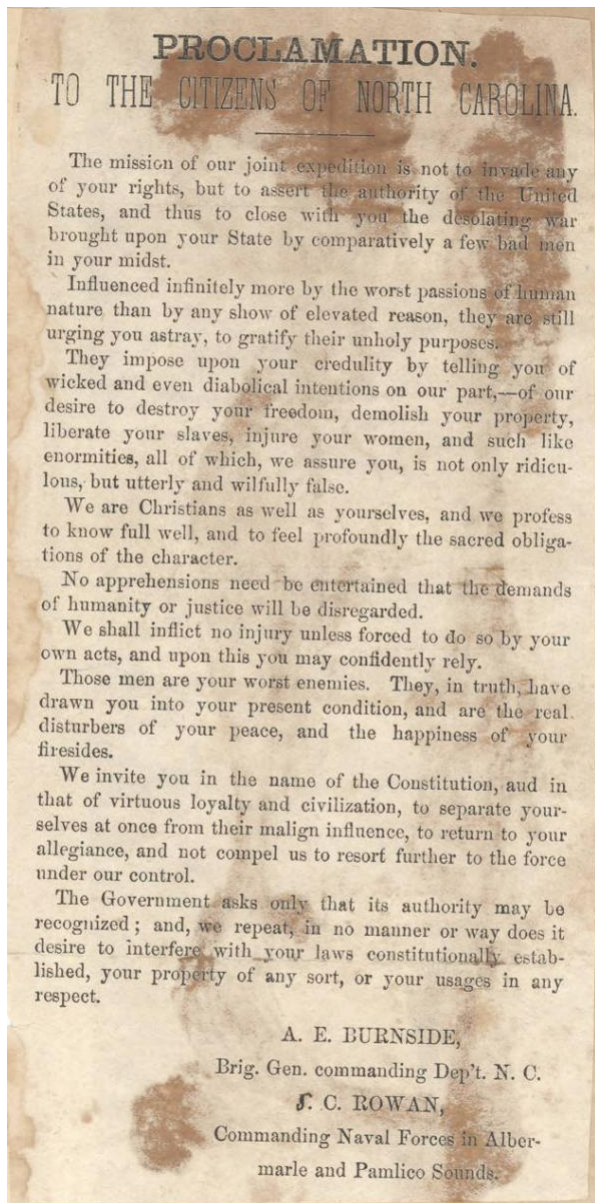 PROCLAMATION.
TO THE CITIZENS OF NORTH CAROLINA.
The mission of our joint expedition is not to invade any
of your rights, but to assert the authority of the United
States, and thus to close with you the desolating war
brought upon your State by comparatively a few bad men
in your midst.
Influenced infinitely more by the worst passions of human
nature than by any show of elevated reason, they are still
urging you astray, to gratify their unholy purposes.
They impose upon your credulity by telling you of
wicked and even diabolical intentions on our part,—of our
desire to destroy your freedom, demolish your property,
liberate your slaves, injure your women, and such like
enormities, all of which, we assure you, is not only ridicu-
lous, but utterly and wilfully false.
We are Christians as well as yourselves, and we profess
to know full well, and to feel profoundly the sacred obliga-
tions of the character.
No apprehensions need be entertained that the demands
of humanity or justice will be disregarded.
We shall inflict no injury unless forced to do so by your
own acts, and upon this you may confidently rely.
Those men are your worst enemies. They, in truth, have
drawn you into your present condition, and are the real
disturbers of your peace, and the happiness of your
firesides.
We invite you in the name of the Constitution, aud in
that of virtuous loyalty and civilization, to separate your-
selves at once from their malign influence, to return to your
allegiance, and not compel us to resort further to the force
under our control.
The Government asks only that its authority may be
recognized; and, we repeat, in no manner or way does it
desire to interfere with your laws constitutionally estab-
lished, your property of any sort, or your usages in any
respect.
A. E. BURNSIDE,
Brig. Gen. commanding Dep't. N. C.
S. C. ROWAN,
Commanding Naval Forces in Alber-
marle and Pamlico Sounds.